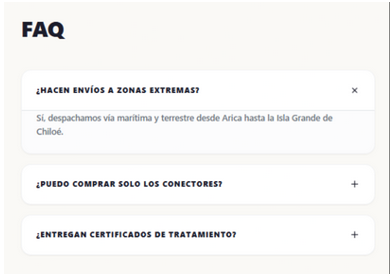 FAQ
¿HACEN ENVÍOS A ZONAS EXTREMAS?
Sí, despachamos vía marítima y terrestre desde Arica hasta la Isla Grande de
Chiloé.
¿PUEDO COMPRAR SOLO LOS CONECTORES?
¿ENTREGAN CERTIFICADOS DE TRATAMIENTO?